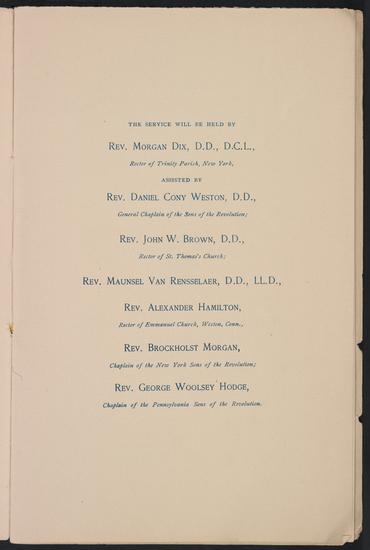 THE SERVICE WILL BE HELD BY
REV. MORGAN DIX, D.D., D.C.L.,
Rector of Trinity Parish, New York,
ASSISTED BY
REV. DANIEL CONY WESTON, D.D.,
General Chaplain of the Sons of the Revolution;
REV. JOHN W. BROWN, D.D.,
Rector of St. Thomas's Church;
REV. MAUNSEL VAN RENSSELAER, D.D., LL.D.,
REV. ALEXANDER HAMILTON,
Rector of Emmanuel Church, Weston, Conn.,
REV. BROCKHOLST MORGAN,
Chaplain of the New York Sons of the Revolution;
REV. GEORGE WOOLSEY HODGE,
Chaplain of the Pennsylvania Sons of the Revolution.